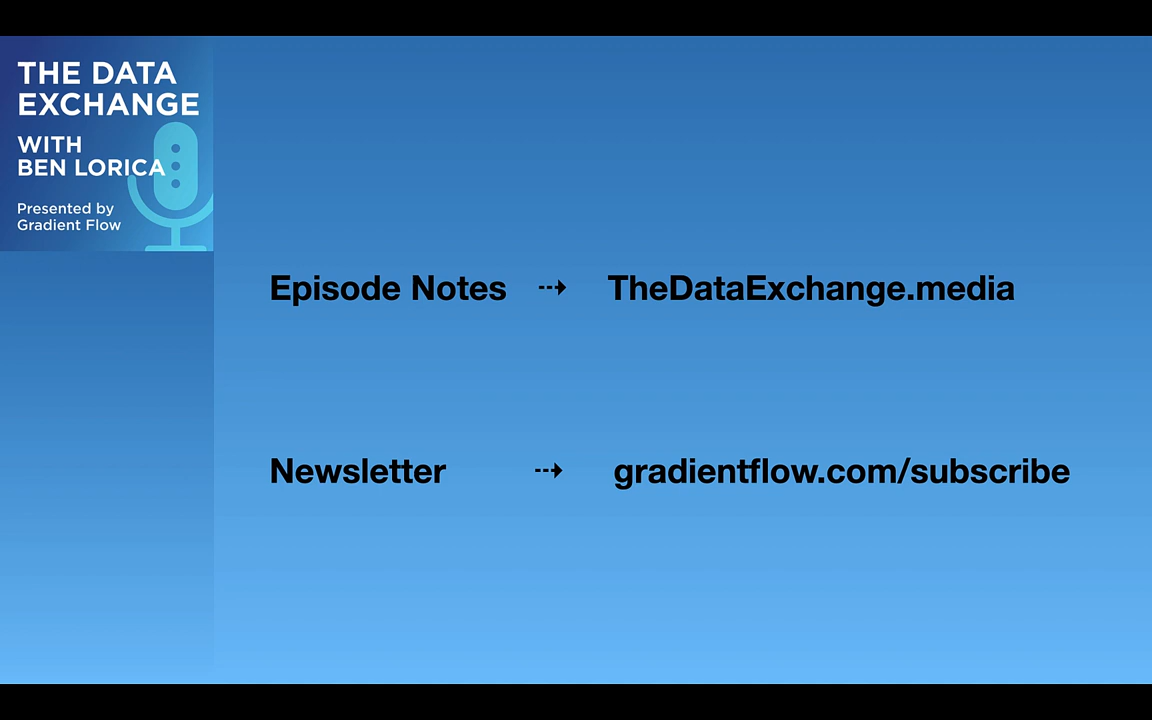 THE DATA
EXCHANGE
WITH
BEN LORICA
Presented by
Gradient Flow
Episode Notes ⇢ TheDataExchange.media
Newsletter ⇢ gradientflow.com/subscribe